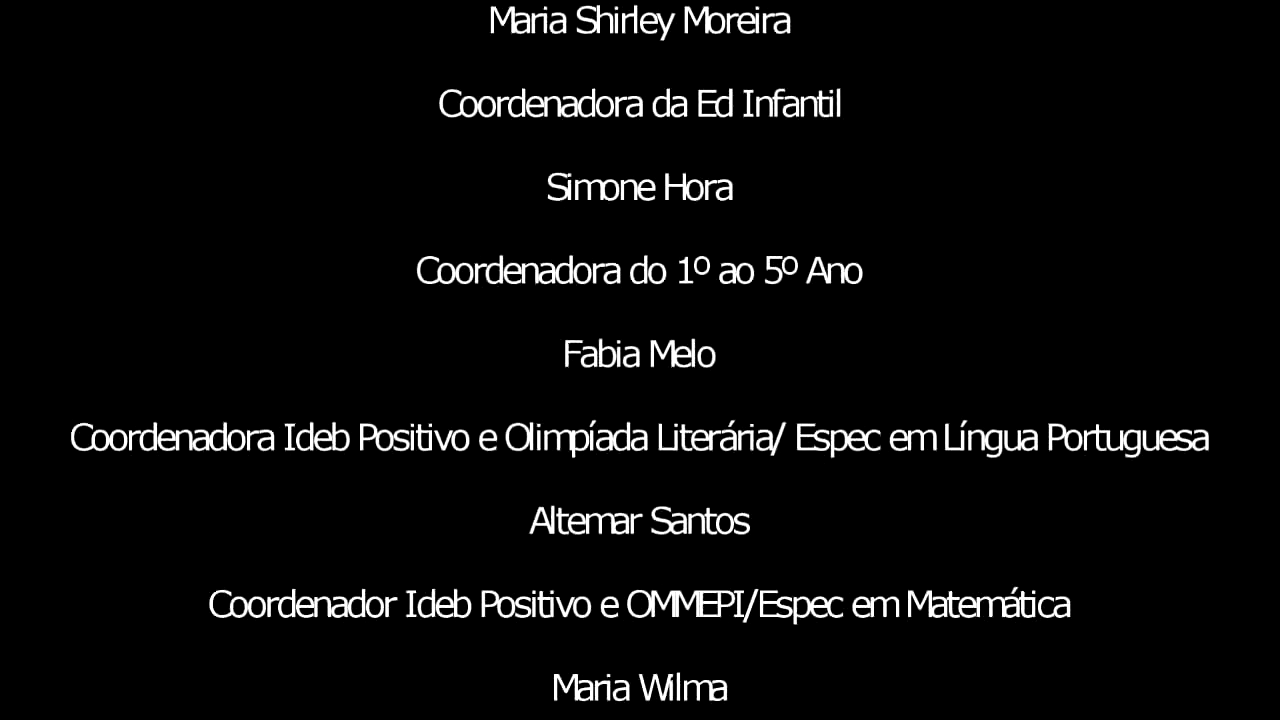 Maria Shirley Moreira
Coordenadora da Ed Infantil
Simone Hora
Coordenadora do 1º ao 5º Ano
Fabia Melo
Coordenadora Ideb Positivo e Olimpíada Literária/ Espec em Língua Portuguesa
Altemar Santos
Coordenador Ideb Positivo e OMMEPI/Espec em Matemática
Maria Wilma